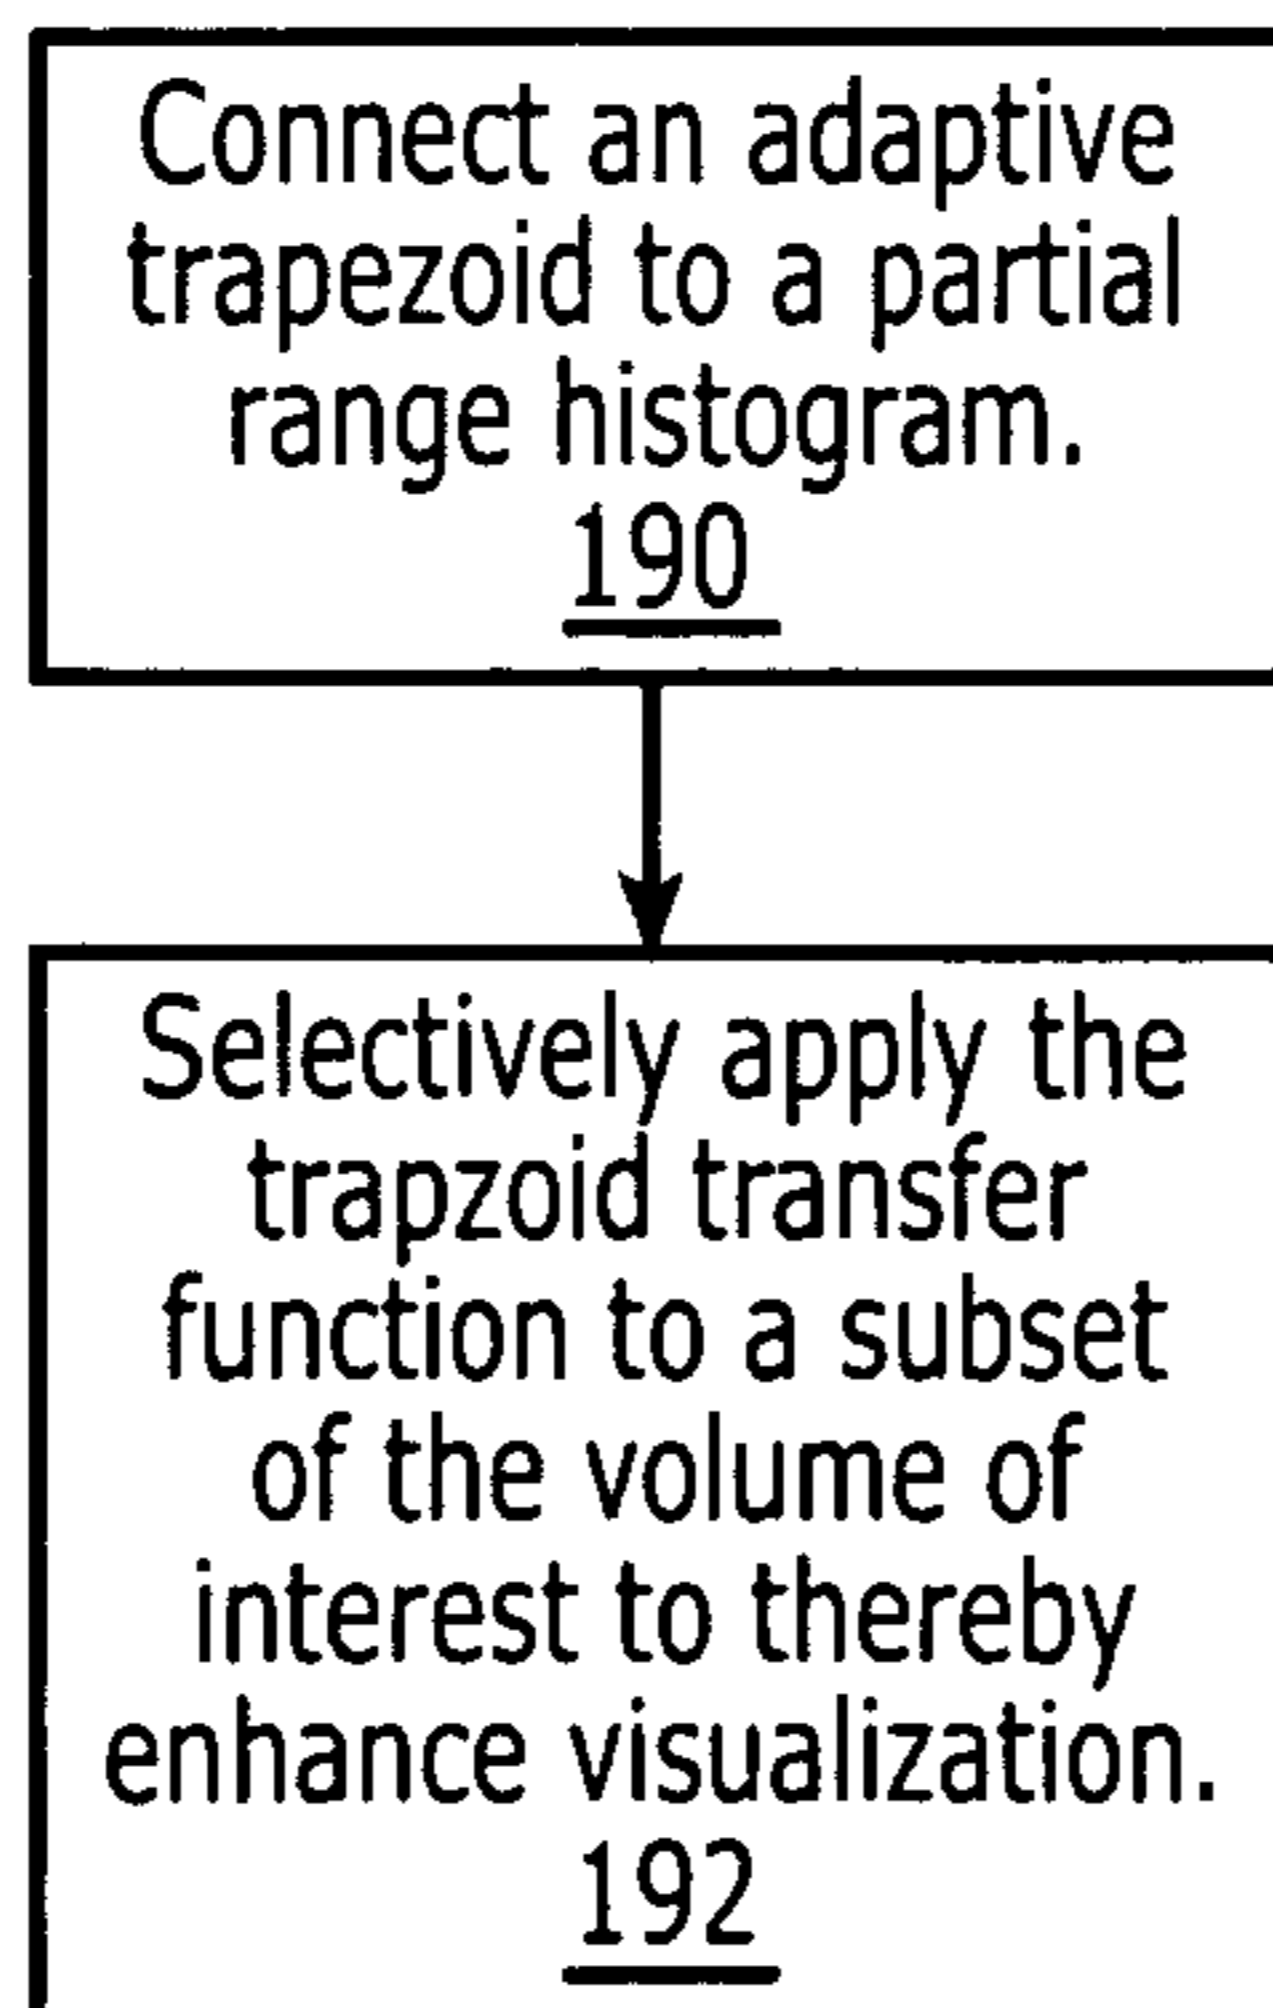 Connect an adaptive
trapezoid to a partial
range histogram.
190
Selectively apply the
trapzoid transfer
function to a subset
of the volume of
interest to thereby
enhance visualization.
192